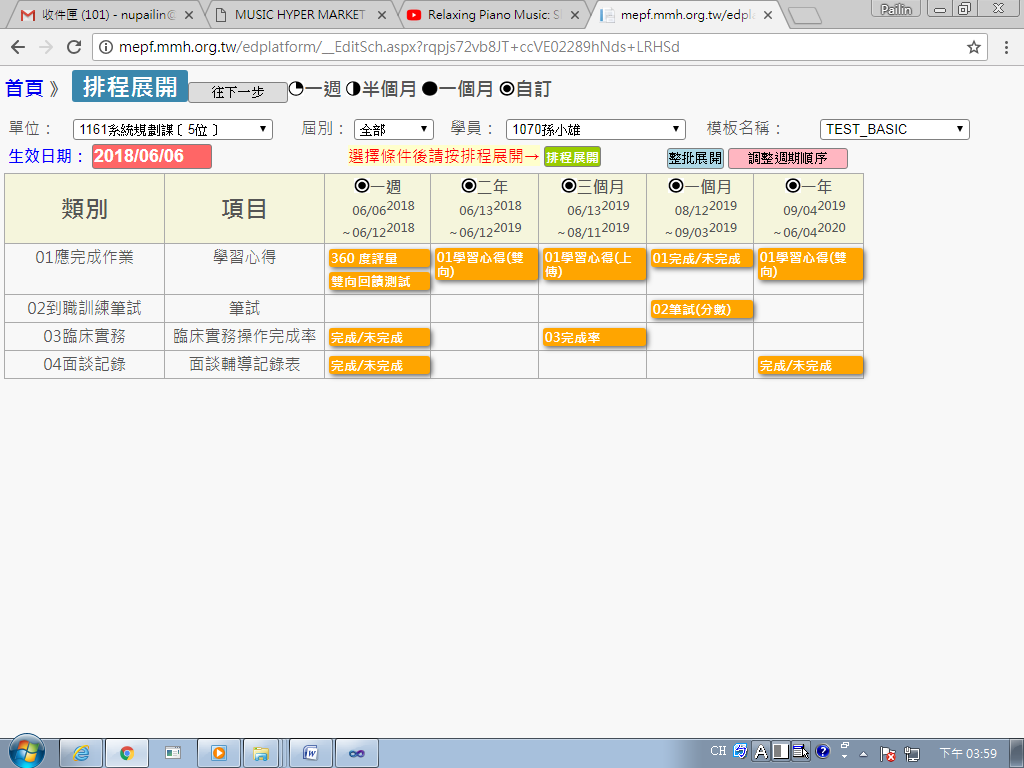 收件匣 (101) - nupailin@
MUSIC HYPER MARKET
Relaxing Piano Music: S
mepf.mmh.org.tw/edpl
Pailin
mepf.mmh.org.tw/edplatform/__EditSch.aspx?rqpjs72vb8JT+ccVE02289hNds+LRHSd
首頁 》 排程展開 往下一步 一週 半個月 一個月 自訂
單位： 1161系統規劃課〔 5位 〕 屆別： 全部 學員： 1070孫小雄 模板名稱： TEST_BASIC
生效日期： 2018/06/06 選擇條件後請按排程展開→ 排程展開 整批展開 調整週期順序
類別 項目 一週 二年 三個月 一個月 一年
06/06 2018 06/13 2018 06/13 2019 08/12 2019 09/04 2019
~06/12 2018 ~06/12 2019 ~08/11 2019 ~09/03 2019 ~06/04 2020
01應完成作業 學習心得 360 度評量 01學習心得(雙向) 01學習心得(上傳) 01完成/未完成 01學習心得(雙向)
雙向回饋測試
02到職訓練筆試 筆試 02筆試(分數)
03臨床實務 臨床實務操作完成率 完成/未完成 03完成率
04面談記錄 面談輔導記錄表 完成/未完成 完成/未完成
CH A 下午 03:59